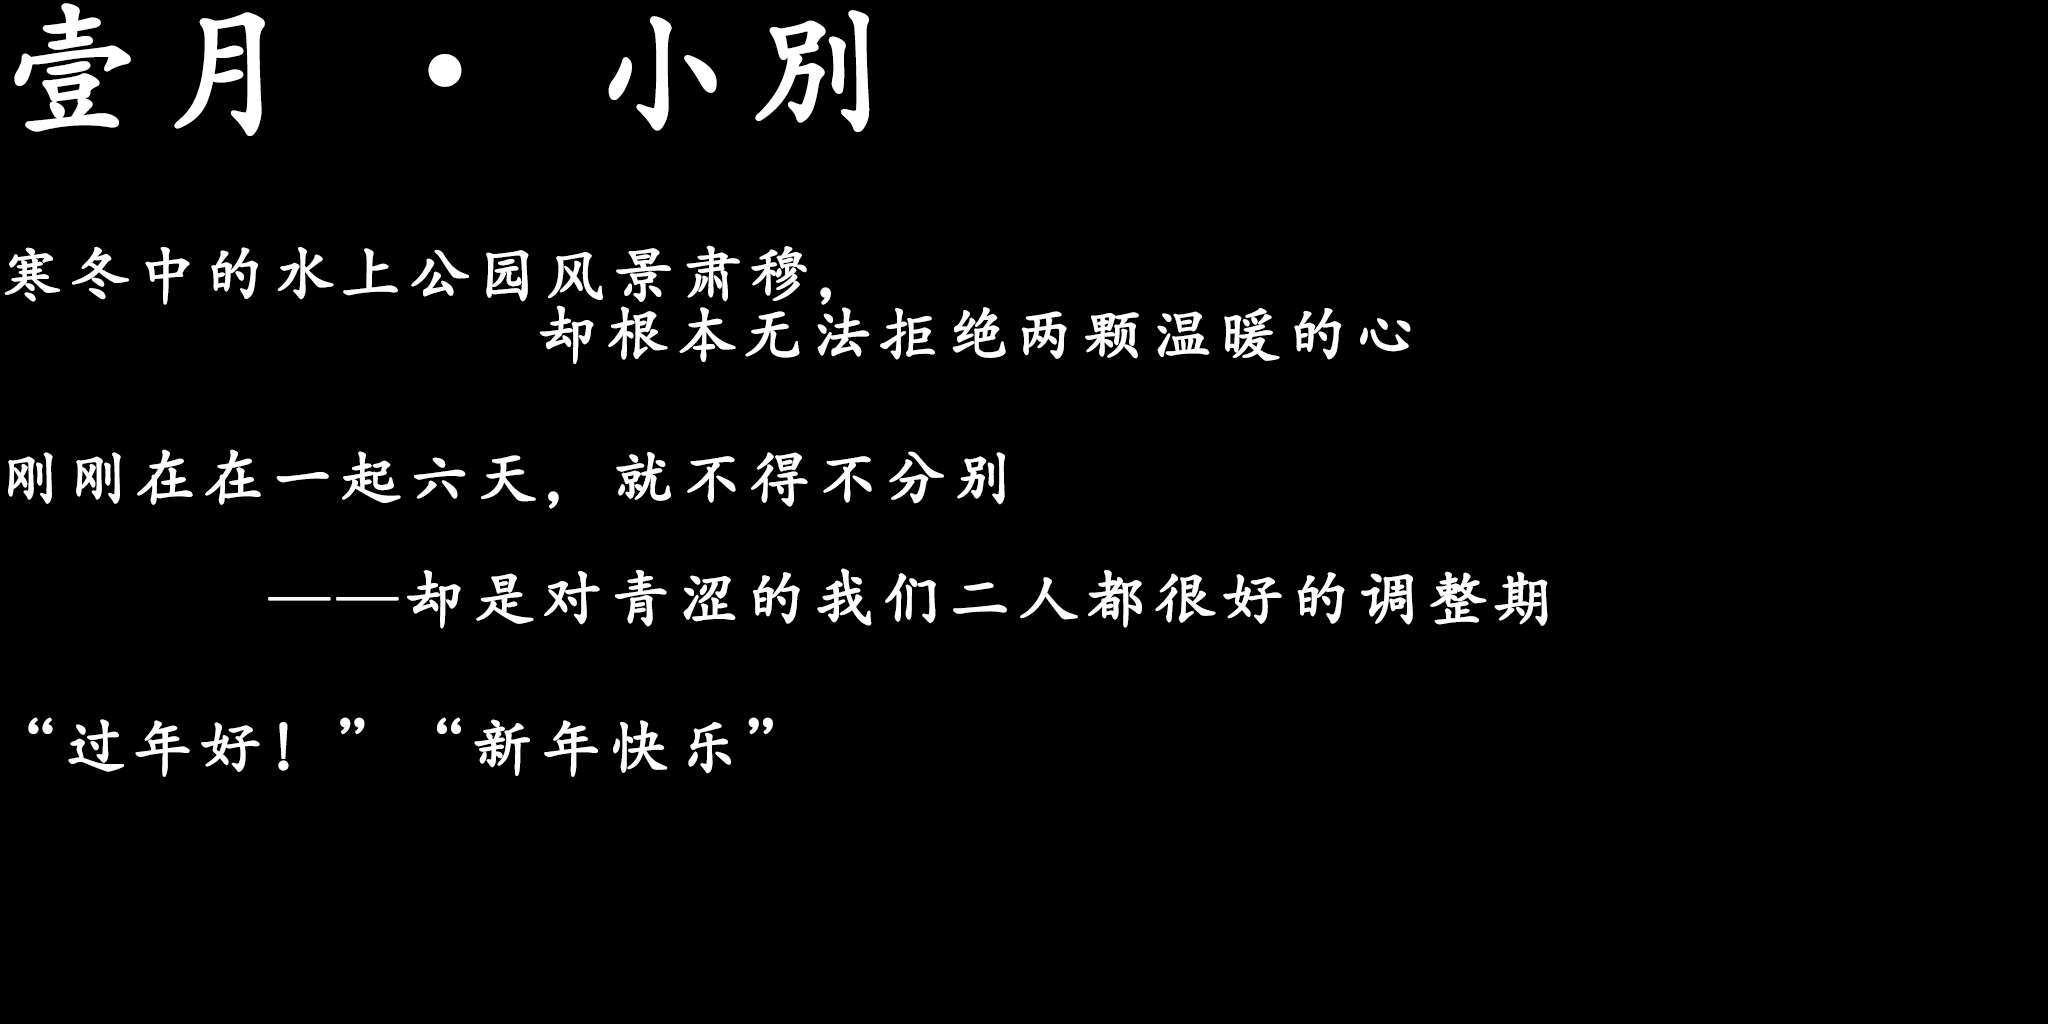 壹月 · 小别
寒冬中的水上公园风景肃穆，
却根本无法拒绝两颗温暖的心
刚刚在在一起六天，就不得不分别
——却是对青涩的我们二人都很好的调整期
“过年好！”“新年快乐”